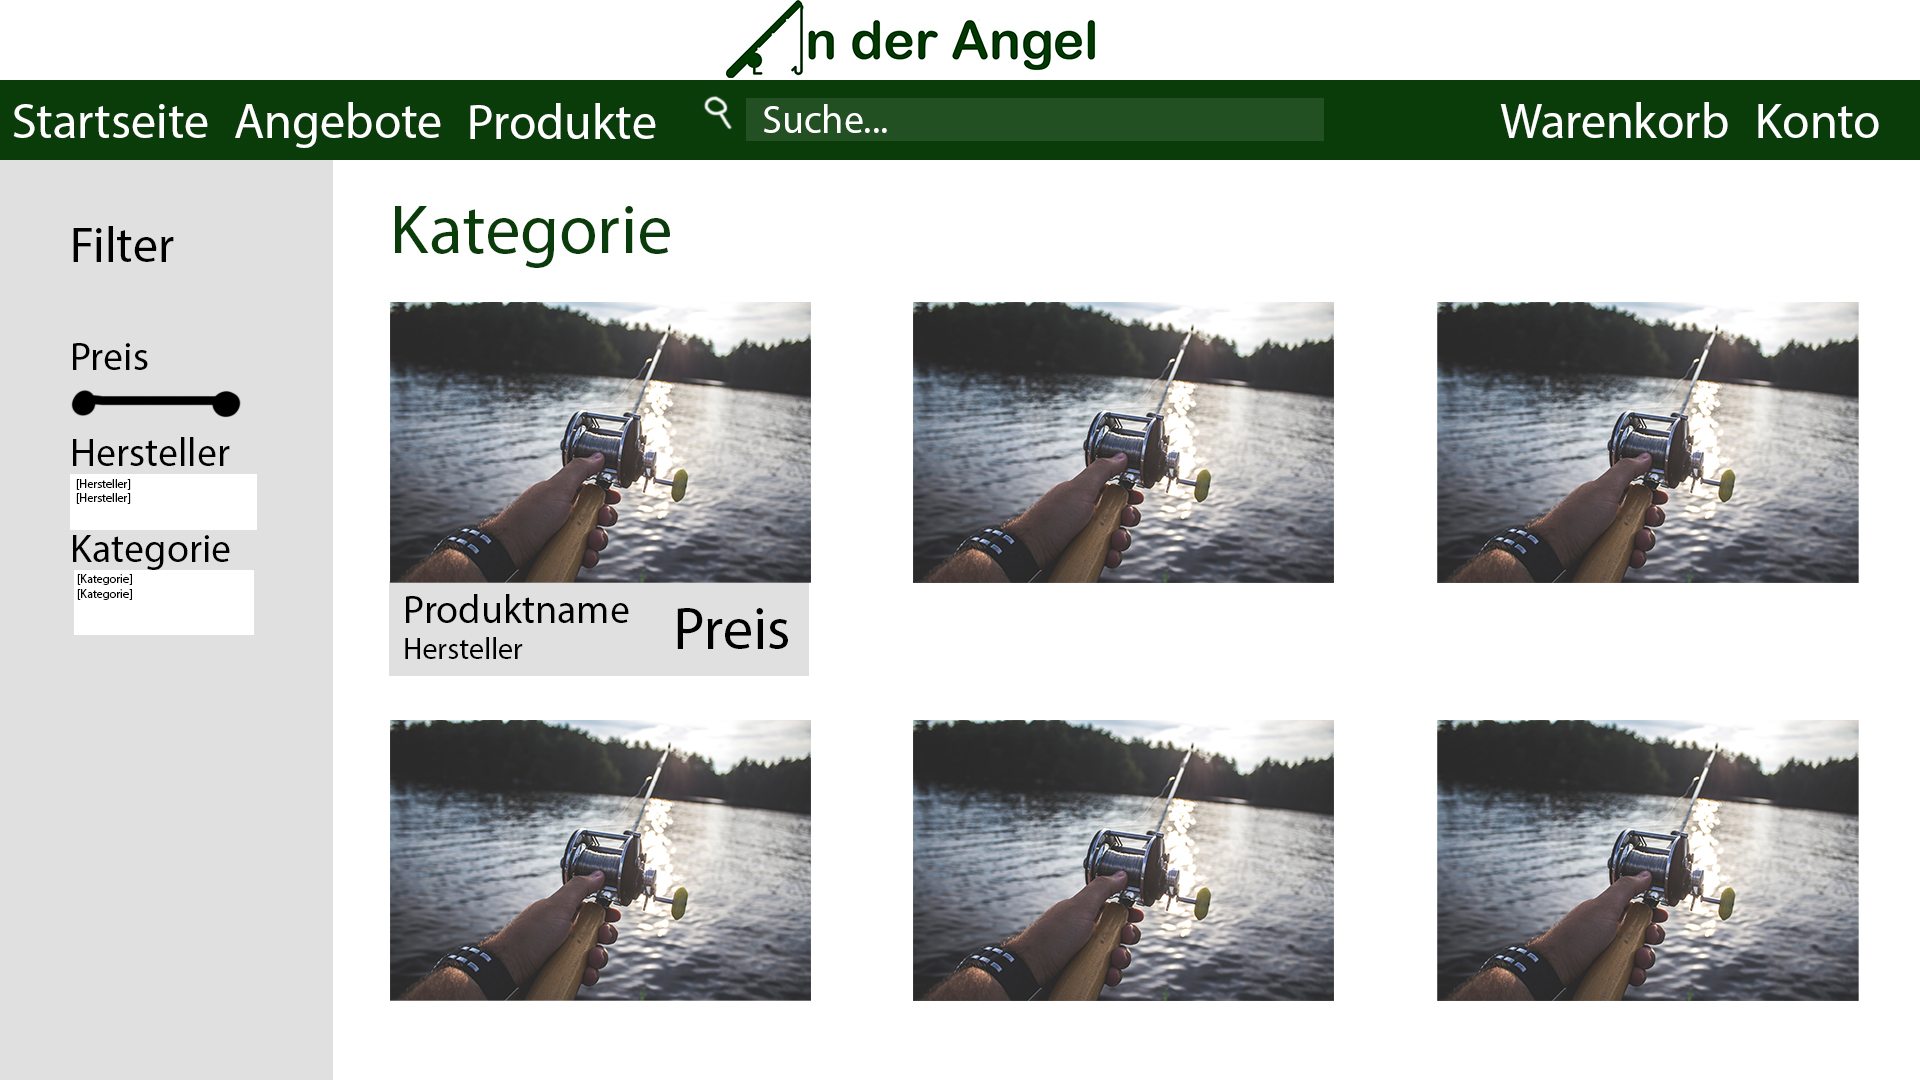 An der Angel
Startseite Angebote Produkte Suche... Warenkorb Konto
Filter
Preis
Hersteller
[Hersteller]
[Hersteller]
Kategorie
[Kategorie]
[Kategorie]
Kategorie
Produktname
Hersteller
Preis